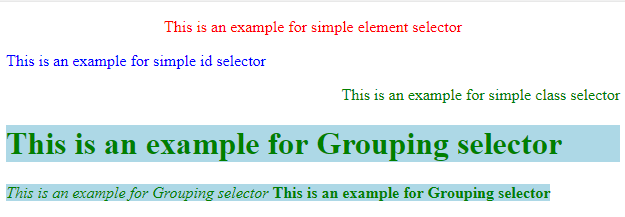 This is an example for simple element selector
This is an example for simple id selector
This is an example for simple class selector
This is an example for Grouping selector
This is an example for Grouping selector This is an example for Grouping selector